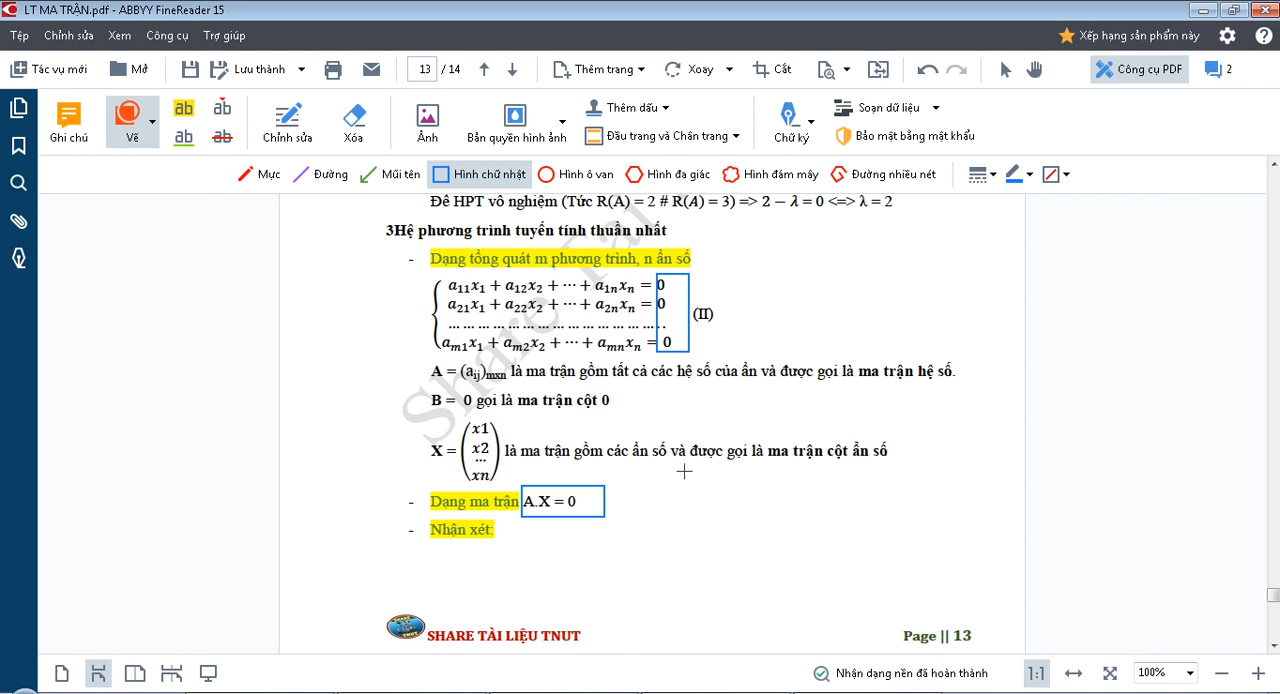 LT MA TRẬN.pdf - ABBYY FineReader 15
Tệp Chỉnh sửa Xem Công cụ Trợ giúp Xếp hạng sản phẩm này
Tác vụ mới Mở Lưu thành 13 / 14 Thêm trang Xoay Cắt Công cụ PDF 2
Ghi chú Vẽ ab ab ab ab Chỉnh sửa Xóa Ảnh Bản quyền hình ảnh Thêm dấu Đầu trang và Chân trang Chữ ký Soạn dữ liệu Bảo mật bằng mật khẩu
Mực Đường Mũi tên Hình chữ nhật Hình ô van Hình đa giác Hình đám mây Đường nhiều nét
Để HPT vô nghiệm (Tức R(A) = 2 # R(A) = 3) => 2 − λ = 0 <=> λ = 2
3Hệ phương trình tuyến tính thuần nhất
- Dạng tổng quát m phương trình, n ẩn số
a₁₁x₁ + a₁₂x₂ + ⋯ + a₁ₙxₙ = 0
a₂₁x₁ + a₂₂x₂ + ⋯ + a₂ₙxₙ = 0
… … … … … … … … … … … … … … ..
aₘ₁x₁ + aₘ₂x₂ + ⋯ + aₘₙxₙ = 0
(II)
A = (aij)mxn là ma trận gồm tất cả các hệ số của ẩn và được gọi là ma trận hệ số.
B = 0 gọi là ma trận cột 0
X = (x1 x2 ... xn) là ma trận gồm các ẩn số và được gọi là ma trận cột ẩn số
- Dạng ma trận A.X = 0
- Nhận xét:
Share Tai
SHARE TÀI LIỆU TNUT Page || 13
Nhận dạng nền đã hoàn thành 1:1 100%